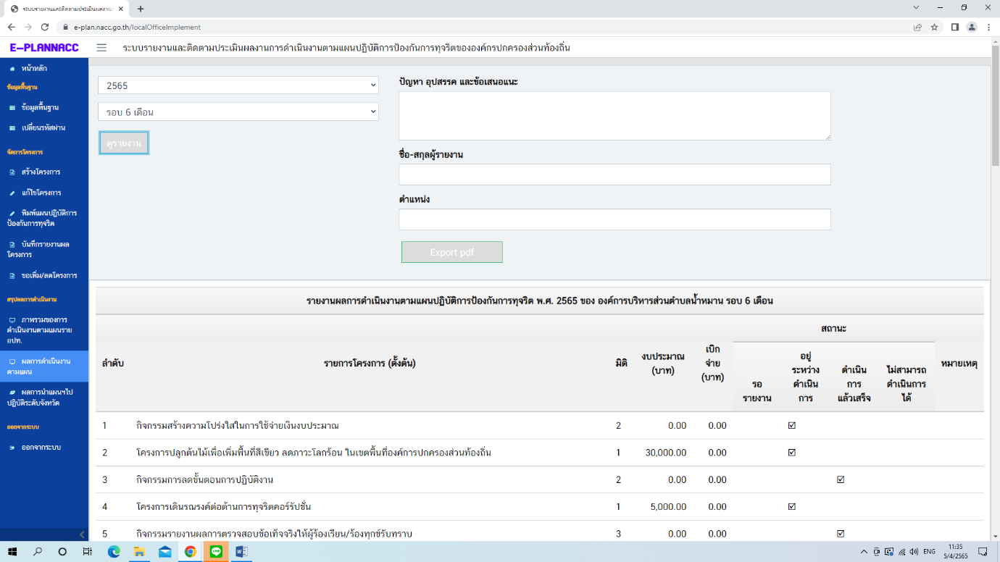 ระบบรายงานและติดตามประเมินผลงาน
e-plan.nacc.go.th/localOfficeImplement
E-PLANNACC
ระบบรายงานและติดตามประเมินผลงานการดำเนินงานตามแผนปฏิบัติการป้องกันการทุจริตขององค์กรปกครองส่วนท้องถิ่น
หน้าหลัก
ข้อมูลพื้นฐาน
ข้อมูลพื้นฐาน
เปลี่ยนรหัสผ่าน
จัดการโครงการ
สร้างโครงการ
แก้ไขโครงการ
พิมพ์แผนปฏิบัติการ
ป้องกันการทุจริต
บันทึกรายงานผล
โครงการ
ขอเพิ่ม/ลดโครงการ
สรุปผลการดำเนินงาน
ภาพรวมของการ
ดำเนินงานตามแผนราย
อปท.
ผลการดำเนินงาน
ตามแผน
ผลการนำแผนฯไป
ปฏิบัติระดับจังหวัด
ออกจากระบบ
ออกจากระบบ
2565
รอบ 6 เดือน
ดูรายงาน
ปัญหา อุปสรรค และข้อเสนอแนะ
ชื่อ-สกุลผู้รายงาน
ตำแหน่ง
Export pdf
รายงานผลการดำเนินงานตามแผนปฏิบัติการป้องกันการทุจริต พ.ศ. 2565 ของ องค์การบริหารส่วนตำบลน้ำหมาน รอบ 6 เดือน
สถานะ
ลำดับ
รายการโครงการ (ตั้งต้น)
มิติ
งบประมาณ
(บาท)
เบิก
จ่าย
(บาท)
รอ
รายงาน
อยู่
ระหว่าง
ดำเนิน
การ
ดำเนิน
การ
แล้วเสร็จ
ไม่สามารถ
ดำเนินการ
ได้
หมายเหตุ
1 กิจกรรมสร้างความโปร่งใสในการใช้จ่ายเงินงบประมาณ 2 0.00 0.00 ☑
2 โครงการปลูกต้นไม้เพื่อเพิ่มพื้นที่สีเขียว ลดภาวะโลกร้อน ในเขตพื้นที่องค์การปกครองส่วนท้องถิ่น 1 30,000.00 0.00 ☑
3 กิจกรรมการลดขั้นตอนการปฏิบัติงาน 2 0.00 0.00 ☑
4 โครงการเดินรณรงค์ต่อต้านการทุจริตคอร์รัปชั่น 1 5,000.00 0.00 ☑
5 กิจกรรมรายงานผลการตรวจสอบข้อเท็จจริงให้ผู้ร้องเรียน/ร้องทุกข์รับทราบ 3 0.00 0.00 ☑
ENG
11:35
5/4/2565